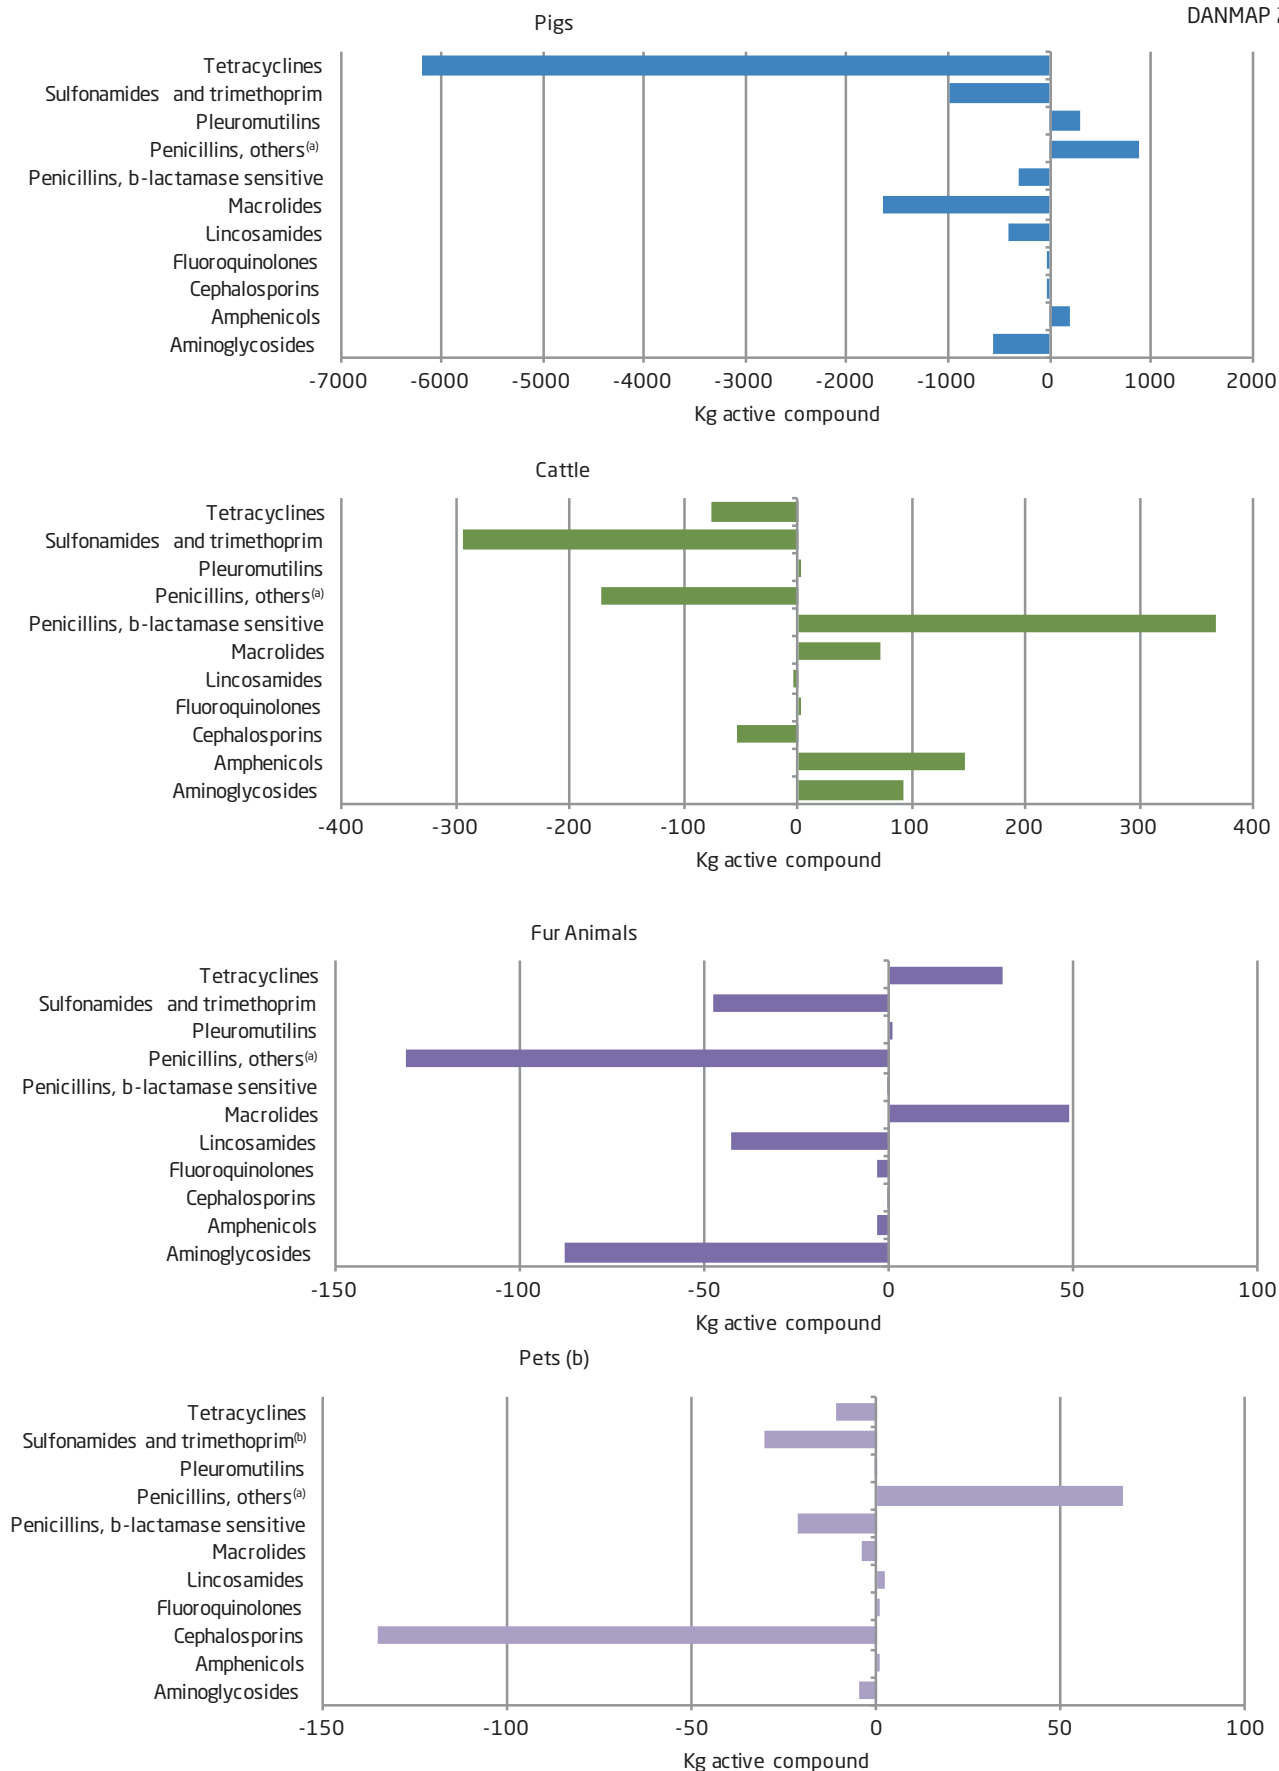 DANMAP 2
Pigs
Tetracyclines
Sulfonamides and trimethoprim
Pleuromutilins
Penicillins, others(a)
Penicillins, b-lactamase sensitive
Macrolides
Lincosamides
Fluoroquinolones
Cephalosporins
Amphenicols
Aminoglycosides
-7000 -6000 -5000 -4000 -3000 -2000 -1000 0 1000 2000
Kg active compound
Cattle
Tetracyclines
Sulfonamides and trimethoprim
Pleuromutilins
Penicillins, others(a)
Penicillins, b-lactamase sensitive
Macrolides
Lincosamides
Fluoroquinolones
Cephalosporins
Amphenicols
Aminoglycosides
-400 -300 -200 -100 0 100 200 300 400
Kg active compound
Fur Animals
Tetracyclines
Sulfonamides and trimethoprim
Pleuromutilins
Penicillins, others(a)
Penicillins, b-lactamase sensitive
Macrolides
Lincosamides
Fluoroquinolones
Cephalosporins
Amphenicols
Aminoglycosides
-150 -100 -50 0 50 100
Kg active compound
Pets (b)
Tetracyclines
Sulfonamides and trimethoprim(b)
Pleuromutilins
Penicillins, others(a)
Penicillins, b-lactamase sensitive
Macrolides
Lincosamides
Fluoroquinolones
Cephalosporins
Amphenicols
Aminoglycosides
-150 -100 -50 0 50 100
Kg active compound